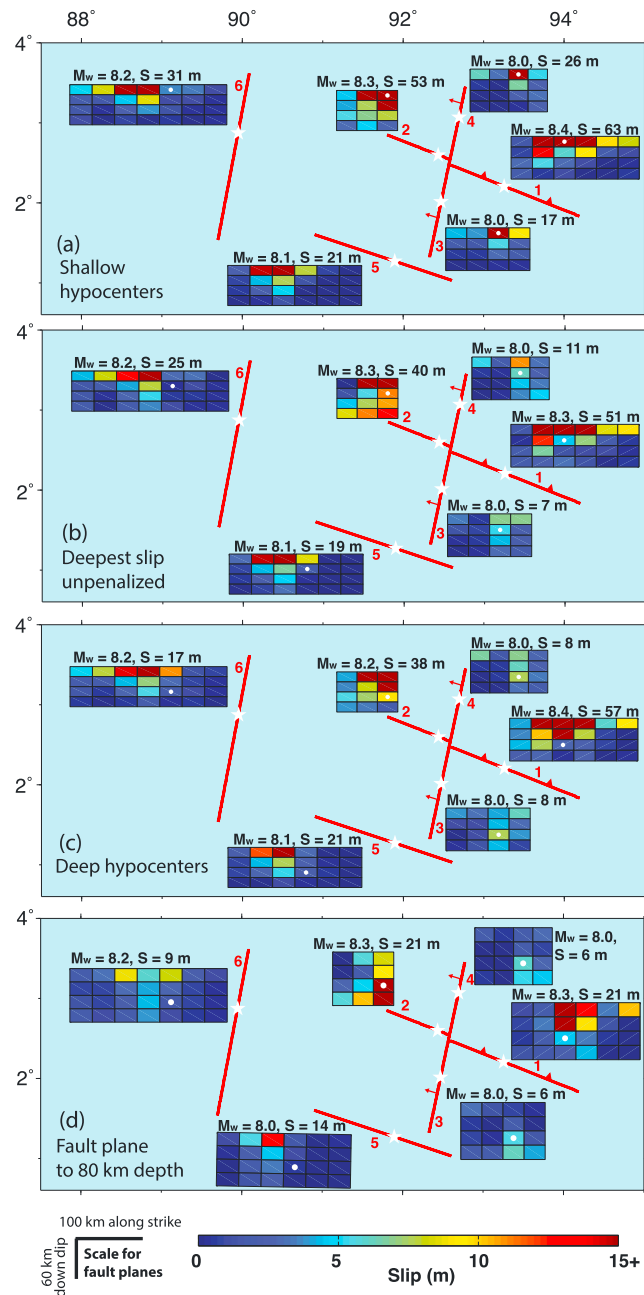 88° 90° 92° 94°
4°
Mw = 8.2, S = 31 m
6
Mw = 8.3, S = 53 m
2
Mw = 8.0, S = 26 m
4
Mw = 8.4, S = 63 m
1
2°
(a)
Shallow
hypocenters
Mw = 8.0, S = 17 m
3
Mw = 8.1, S = 21 m
5
4°
Mw = 8.2, S = 25 m
6
Mw = 8.3, S = 40 m
2
Mw = 8.0, S = 11 m
4
Mw = 8.3, S = 51 m
1
2°
(b)
Deepest slip
unpenalized
Mw = 8.0, S = 7 m
3
Mw = 8.1, S = 19 m
5
4°
Mw = 8.2, S = 17 m
6
Mw = 8.2, S = 38 m
2
Mw = 8.0, S = 8 m
4
Mw = 8.4, S = 57 m
1
2°
(c)
Deep hypocenters
Mw = 8.0, S = 8 m
3
Mw = 8.1, S = 21 m
5
4°
Mw = 8.2, S = 9 m
6
Mw = 8.3, S = 21 m
2
Mw = 8.0,
S = 6 m
4
Mw = 8.3, S = 21 m
1
2°
(d)
Fault plane
to 80 km depth
Mw = 8.0, S = 6 m
3
Mw = 8.0, S = 14 m
5
100 km along strike
60 km
down dip
Scale for
fault planes
0 5 10 15+
Slip (m)